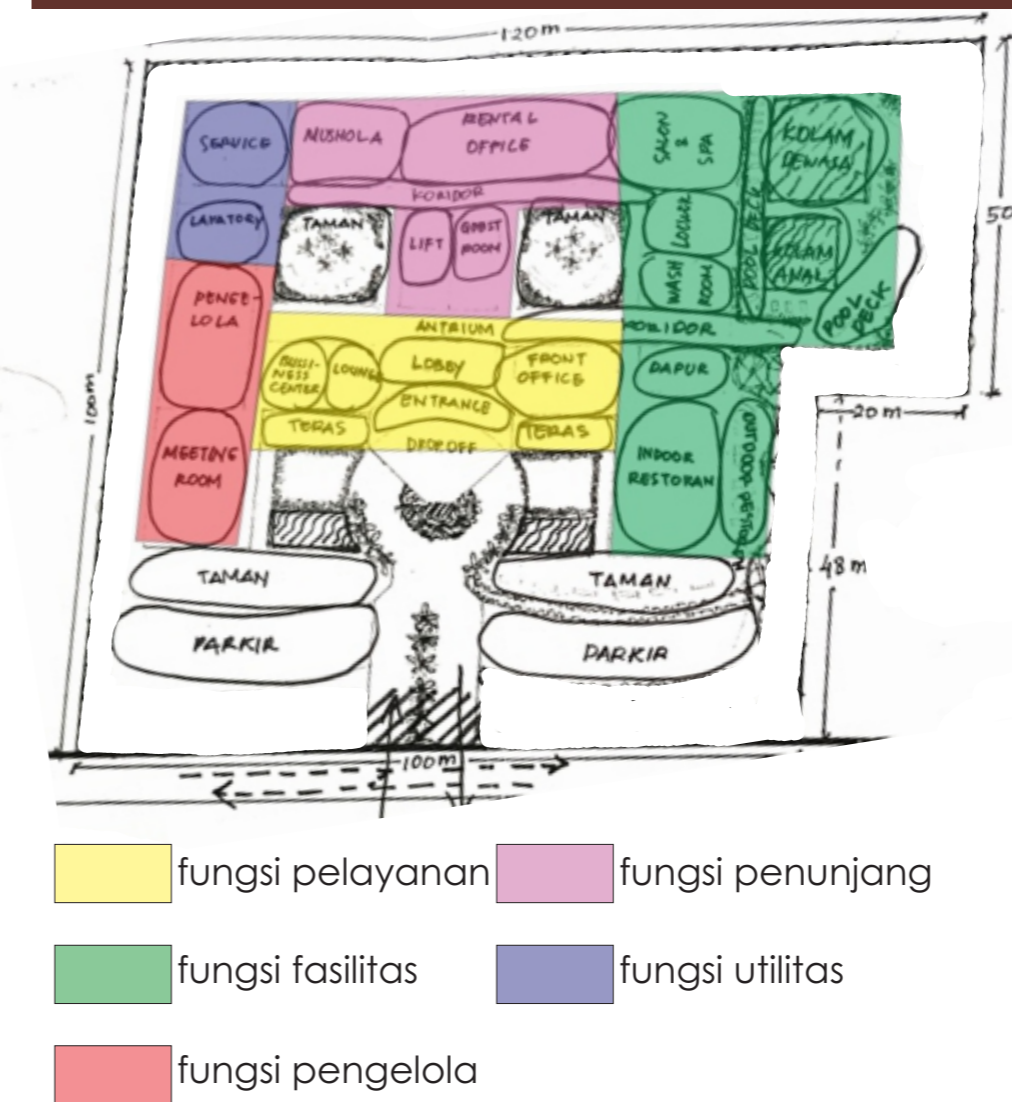 120m
SERVICE
MUSHOLA
RENTAL
OFFICE
SALON
&
SPA
KOLAM
DEWASA
KORIDOR
LAVATORY
TAMAN
LIFT
GUEST
ROOM
TAMAN
LOCKER
POOL DECK
KOLAM
ANAK
50
WASH
ROOM
PENGE-
LOLA
POOL
DECK
ANTRIUM
KORIDOR
BUSSI-
NESS
CENTER
LOUNGE
LOBBY
FRONT
OFFICE
DAPUR
ENTRANCE
100m
20m
TERAS
DROP OFF
TERAS
MEETING
ROOM
INDOOR
RESTORAN
OUTDOOR
48m
TAMAN
TAMAN
PARKIR
PARKIR
100m
fungsi pelayanan
fungsi penunjang
fungsi fasilitas
fungsi utilitas
fungsi pengelola